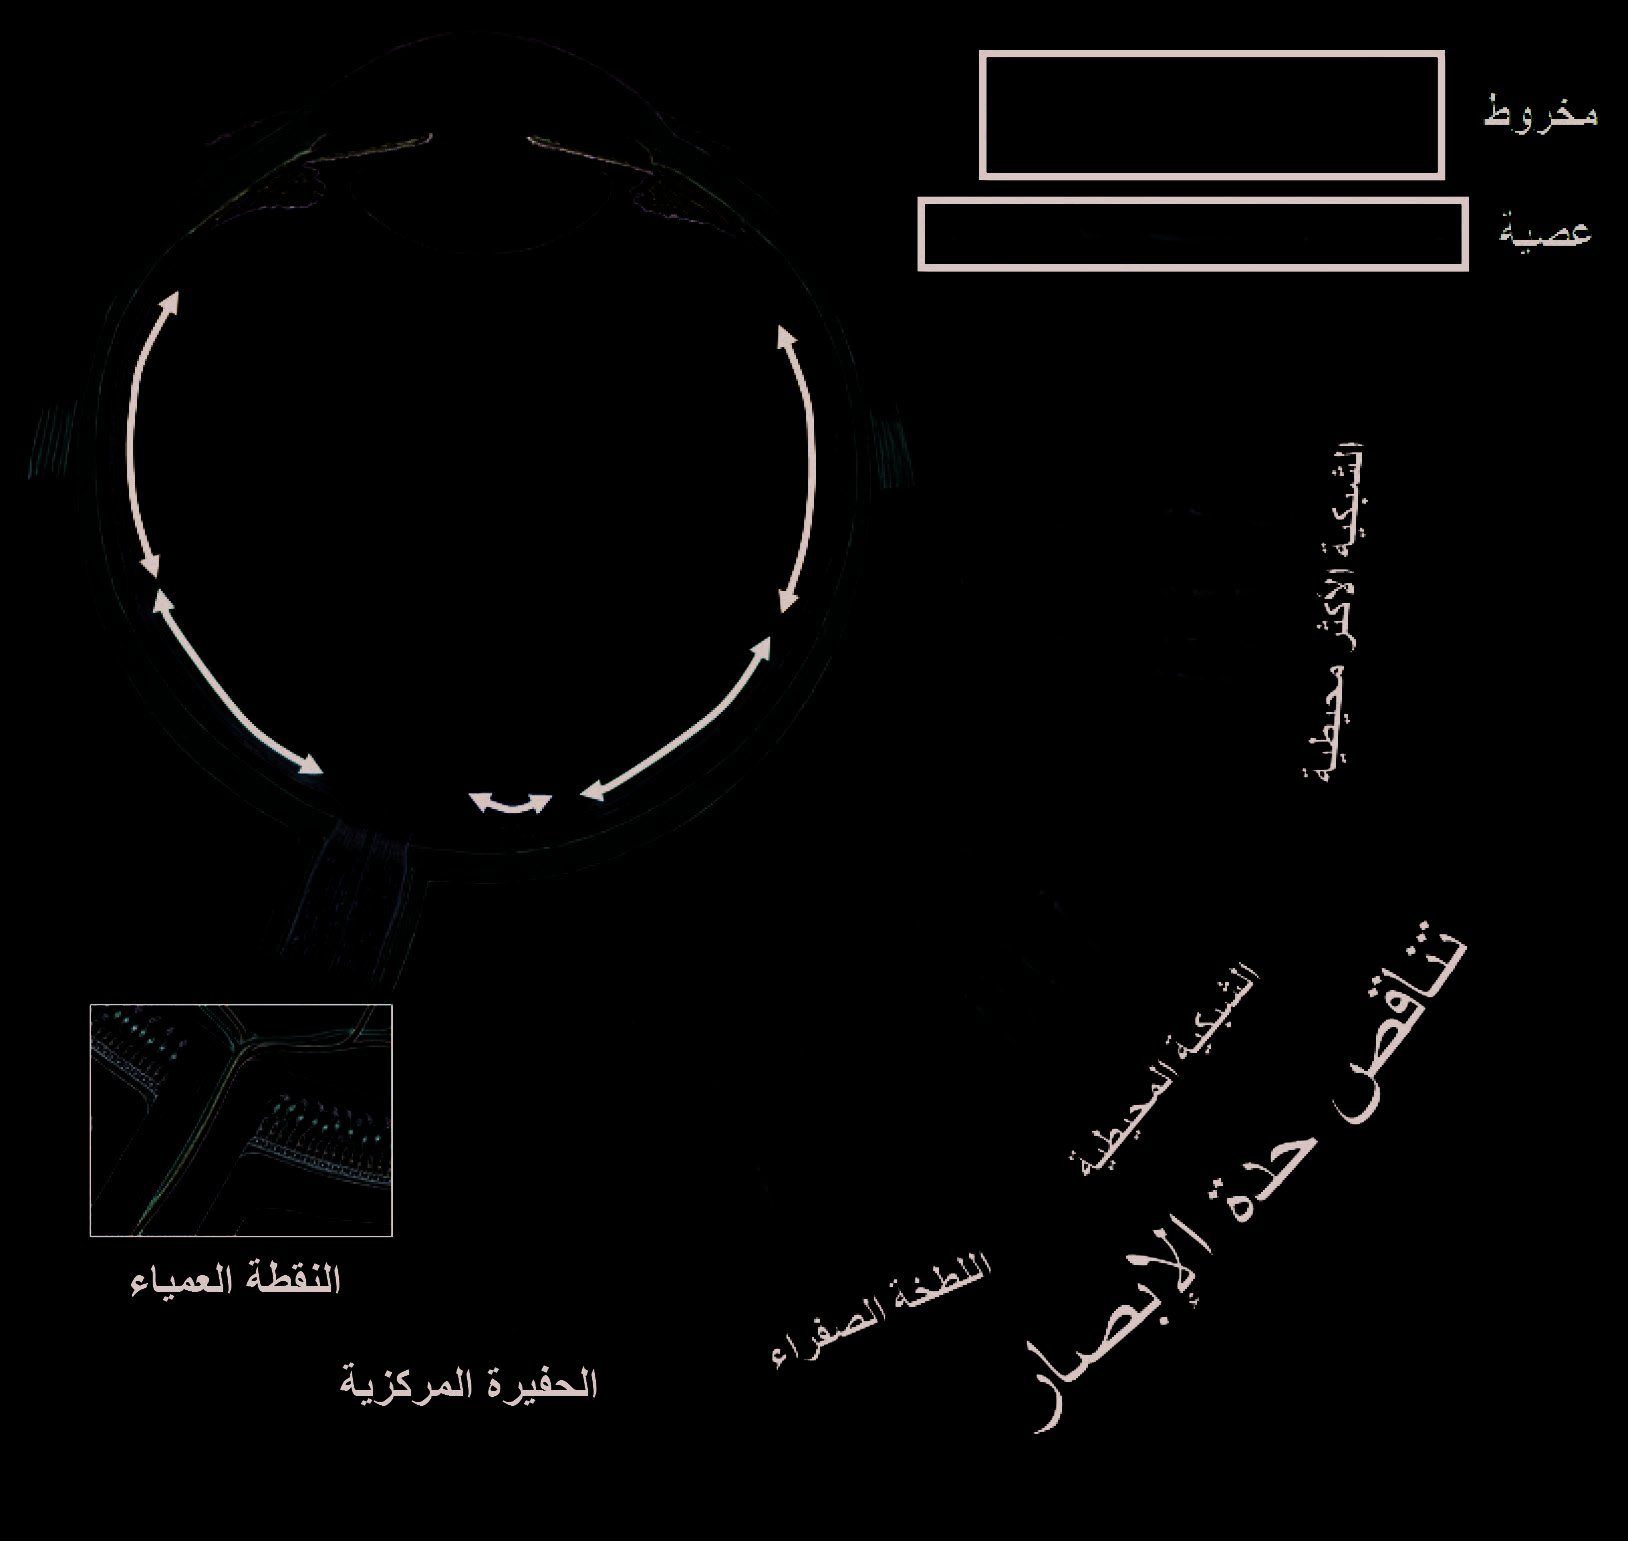 مخروط
عصية
الشبكية الأكثر محيطية
الشبكية المحيطية
تناقص حدة الإبصار
اللطخة الصفراء
النقطة العمياء
الحفيرة المركزية